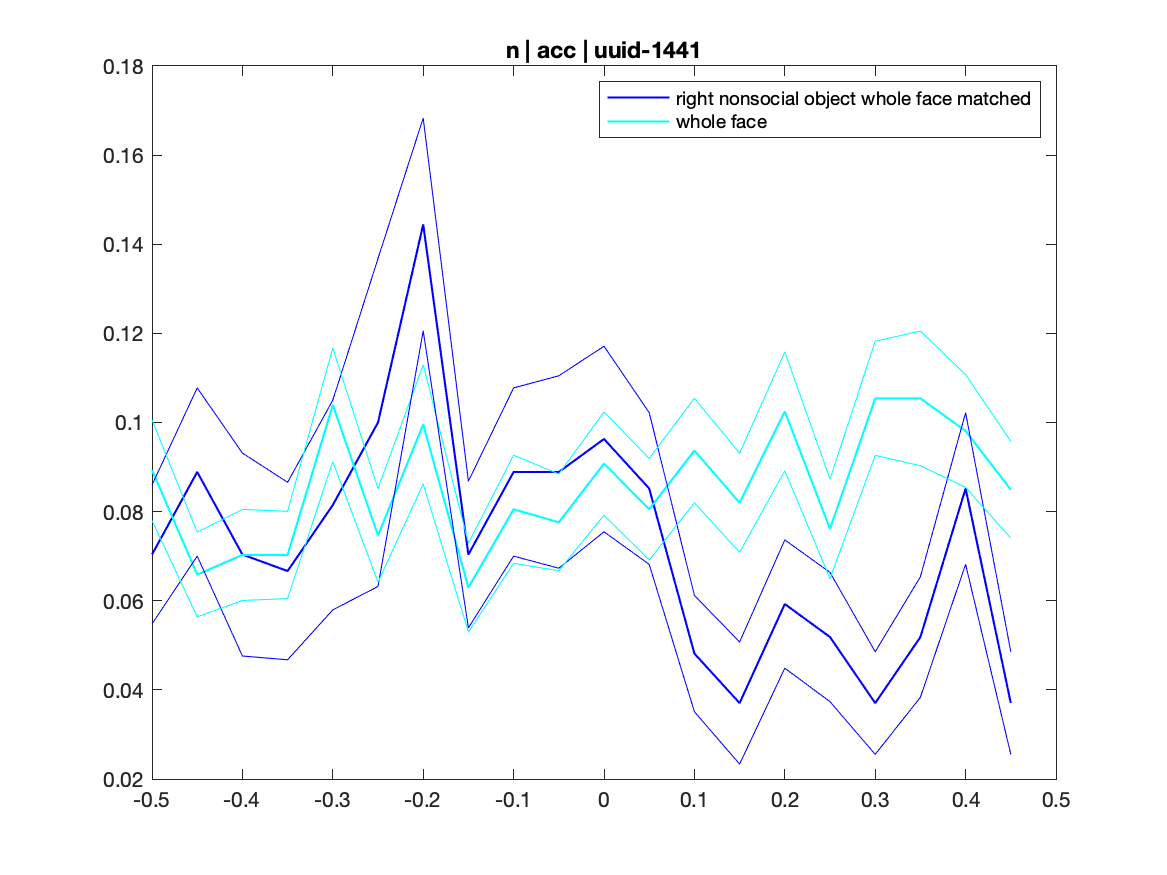 n | acc | uuid-1441
0.18
0.16
0.14
0.12
0.1
0.08
0.06
0.04
0.02
right nonsocial object whole face matched
whole face
-0.5 -0.4 -0.3 -0.2 -0.1 0 0.1 0.2 0.3 0.4 0.5